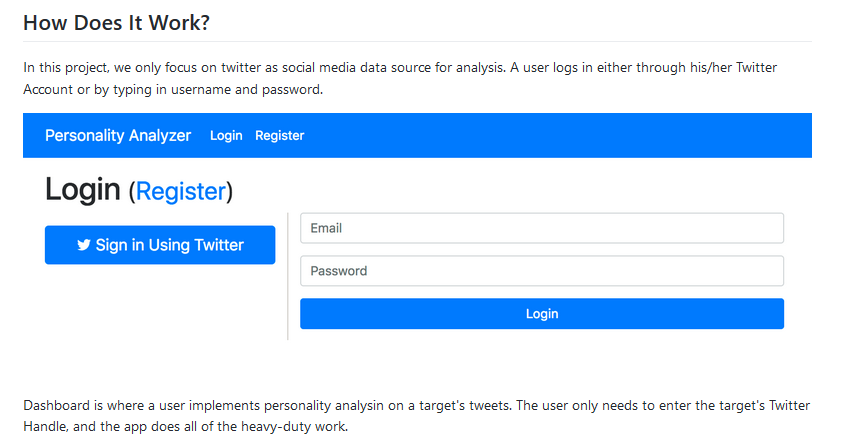 How Does It Work?
In this project, we only focus on twitter as social media data source for analysis. A user logs in either through his/her Twitter
Account or by typing in username and password.
Personality Analyzer Login Register
Login (Register)
Sign in Using Twitter
Email
Password
Login
Dashboard is where a user implements personality analysin on a target's tweets. The user only needs to enter the target's Twitter
Handle, and the app does all of the heavy-duty work.